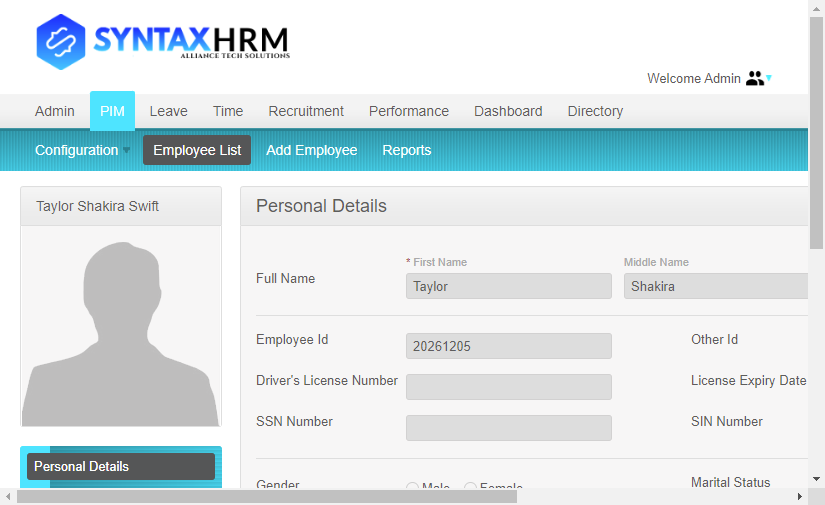 SYNTAXHRM
ALLIANCE TECH SOLUTIONS
Welcome Admin
Admin PIM Leave Time Recruitment Performance Dashboard Directory
Configuration Employee List Add Employee Reports
Taylor Shakira Swift
Personal Details
* First Name Middle Name
Full Name Taylor Shakira
Employee Id 20261205 Other Id
Driver's License Number License Expiry Date
SSN Number SIN Number
Personal Details
Gender Male Female Marital Status